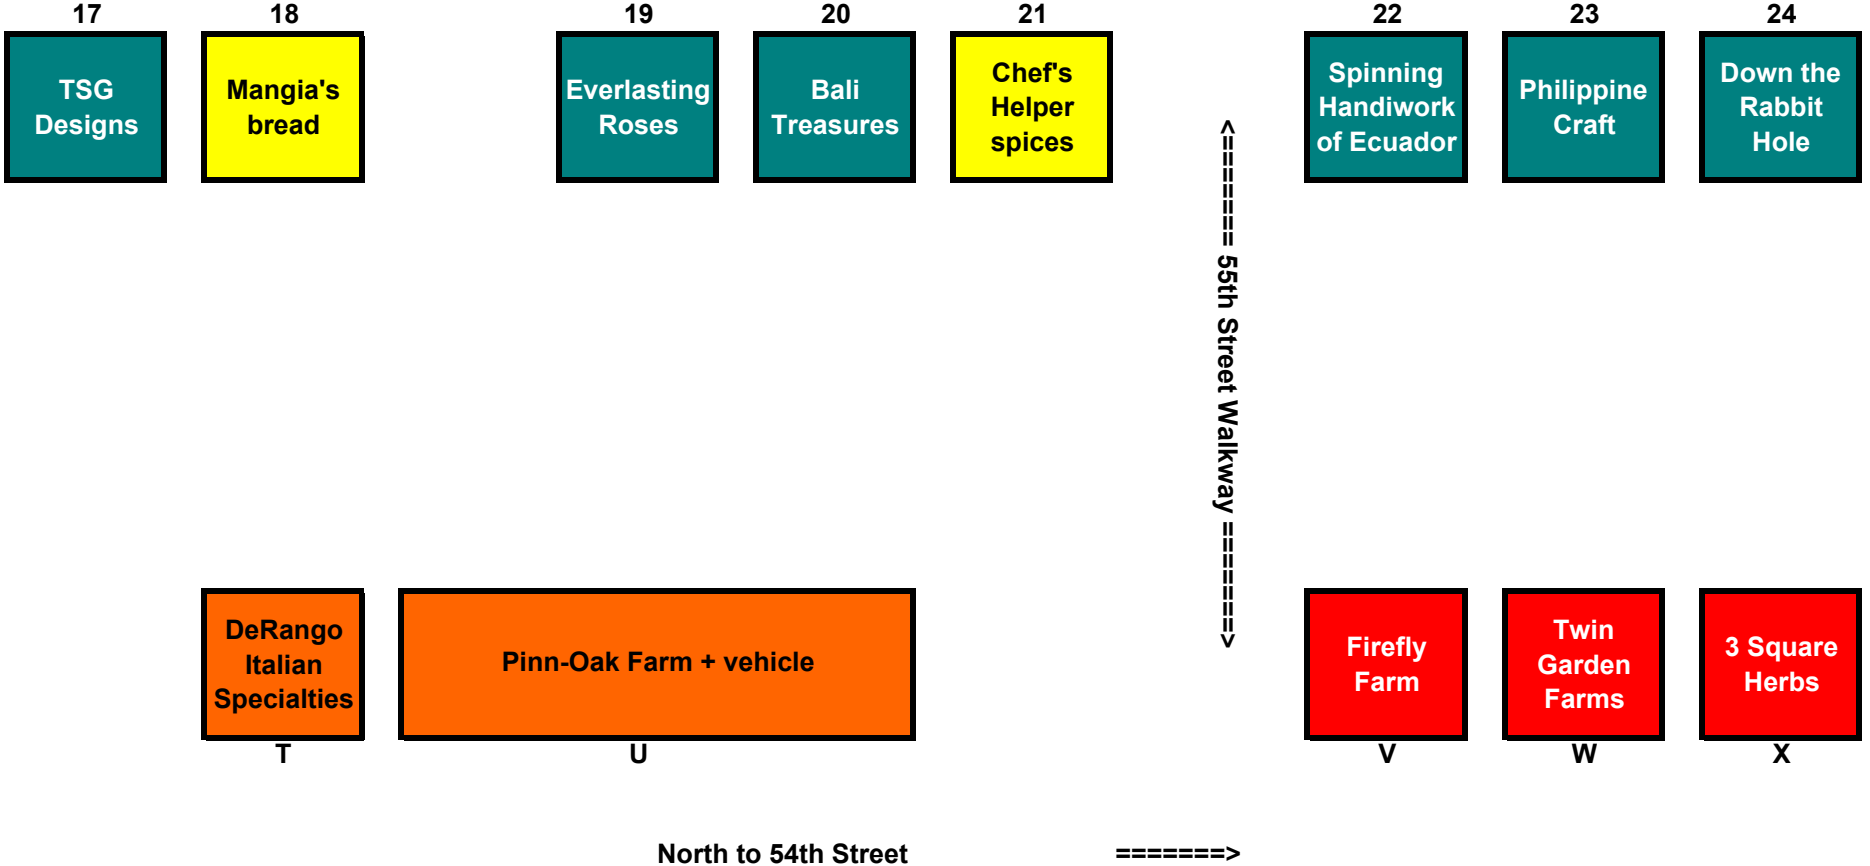 17 18 19 20 21 22 23 24
TSG
Designs
Mangia's
bread
Everlasting
Roses
Bali
Treasures
Chef's
Helper
spices
Spinning
Handiwork
of Ecuador
Philippine
Craft
Down the
Rabbit
Hole
<======= 55th Street Walkway =======>
DeRango
Italian
Specialties
Pinn-Oak Farm + vehicle
Firefly
Farm
Twin
Garden
Farms
3 Square
Herbs
T U V W X
North to 54th Street =======>